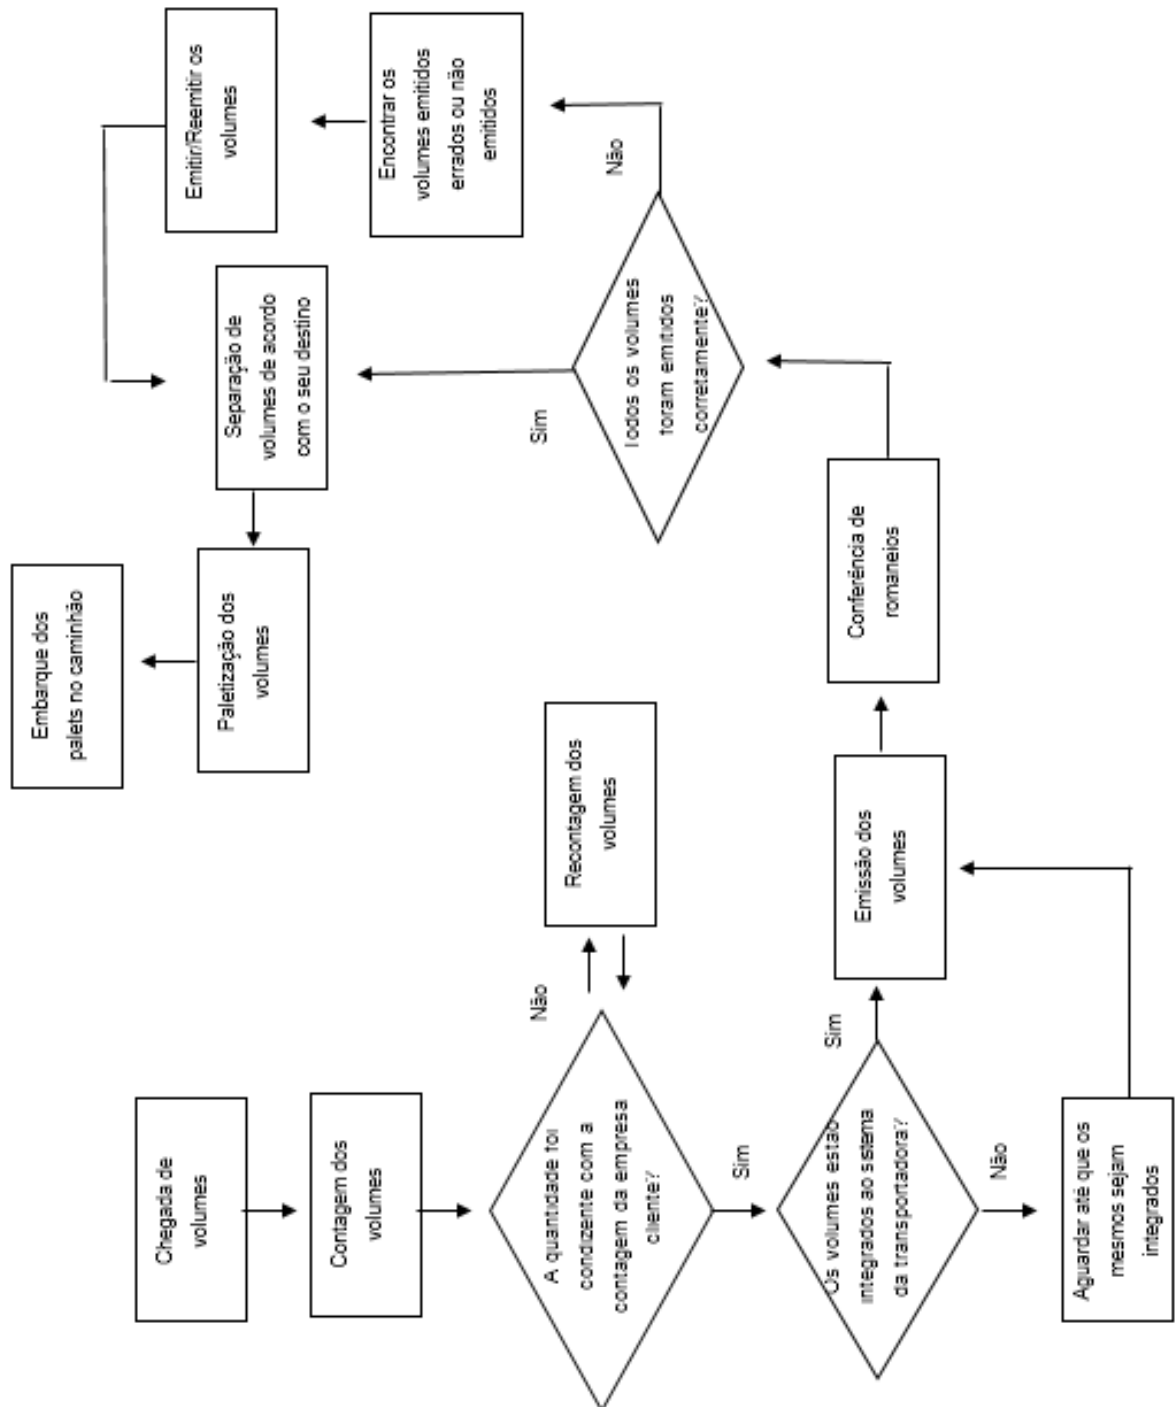 Chegada de
volumes
Contagem dos
volumes
A quantidade foi
condizente com a
contagem da empresa
cliente?
Não
Recontagem dos
volumes
Sim
Os volumes estão
integrados ao sistema
da transportadora?
Não
Aguardar até que os
mesmos sejam
integrados
Sim
Emissão dos
volumes
Conferência de
romaneios
Todos os volumes
foram emitidos
corretamente?
Não
Encontrar os
volumes emitidos
errados ou não
emitidos
Emitir/Reemitir os
volumes
Sim
Separação de
volumes de acordo
com o seu destino
Paletização dos
volumes
Embarque dos
palets no caminhão